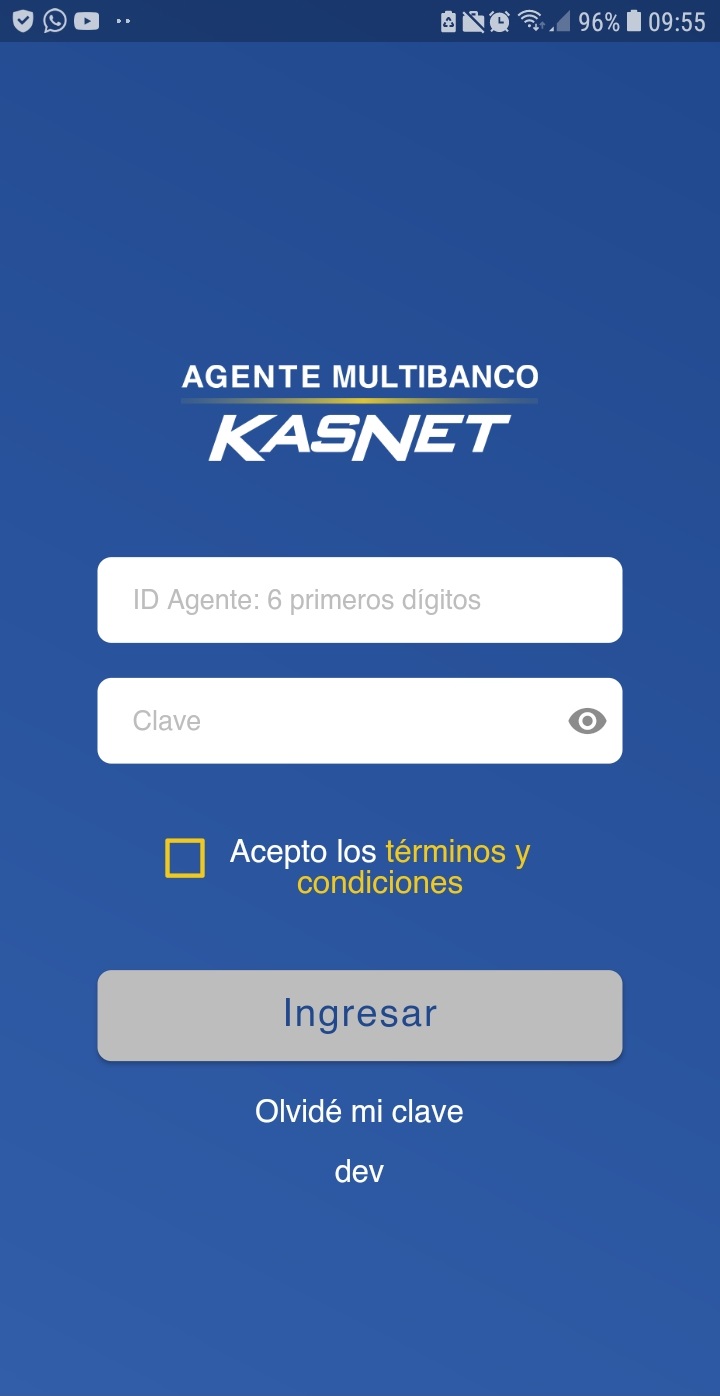 96% 09:55
AGENTE MULTIBANCO
KASNET
ID Agente: 6 primeros dígitos
Clave
Acepto los términos y
condiciones
Ingresar
Olvidé mi clave
dev